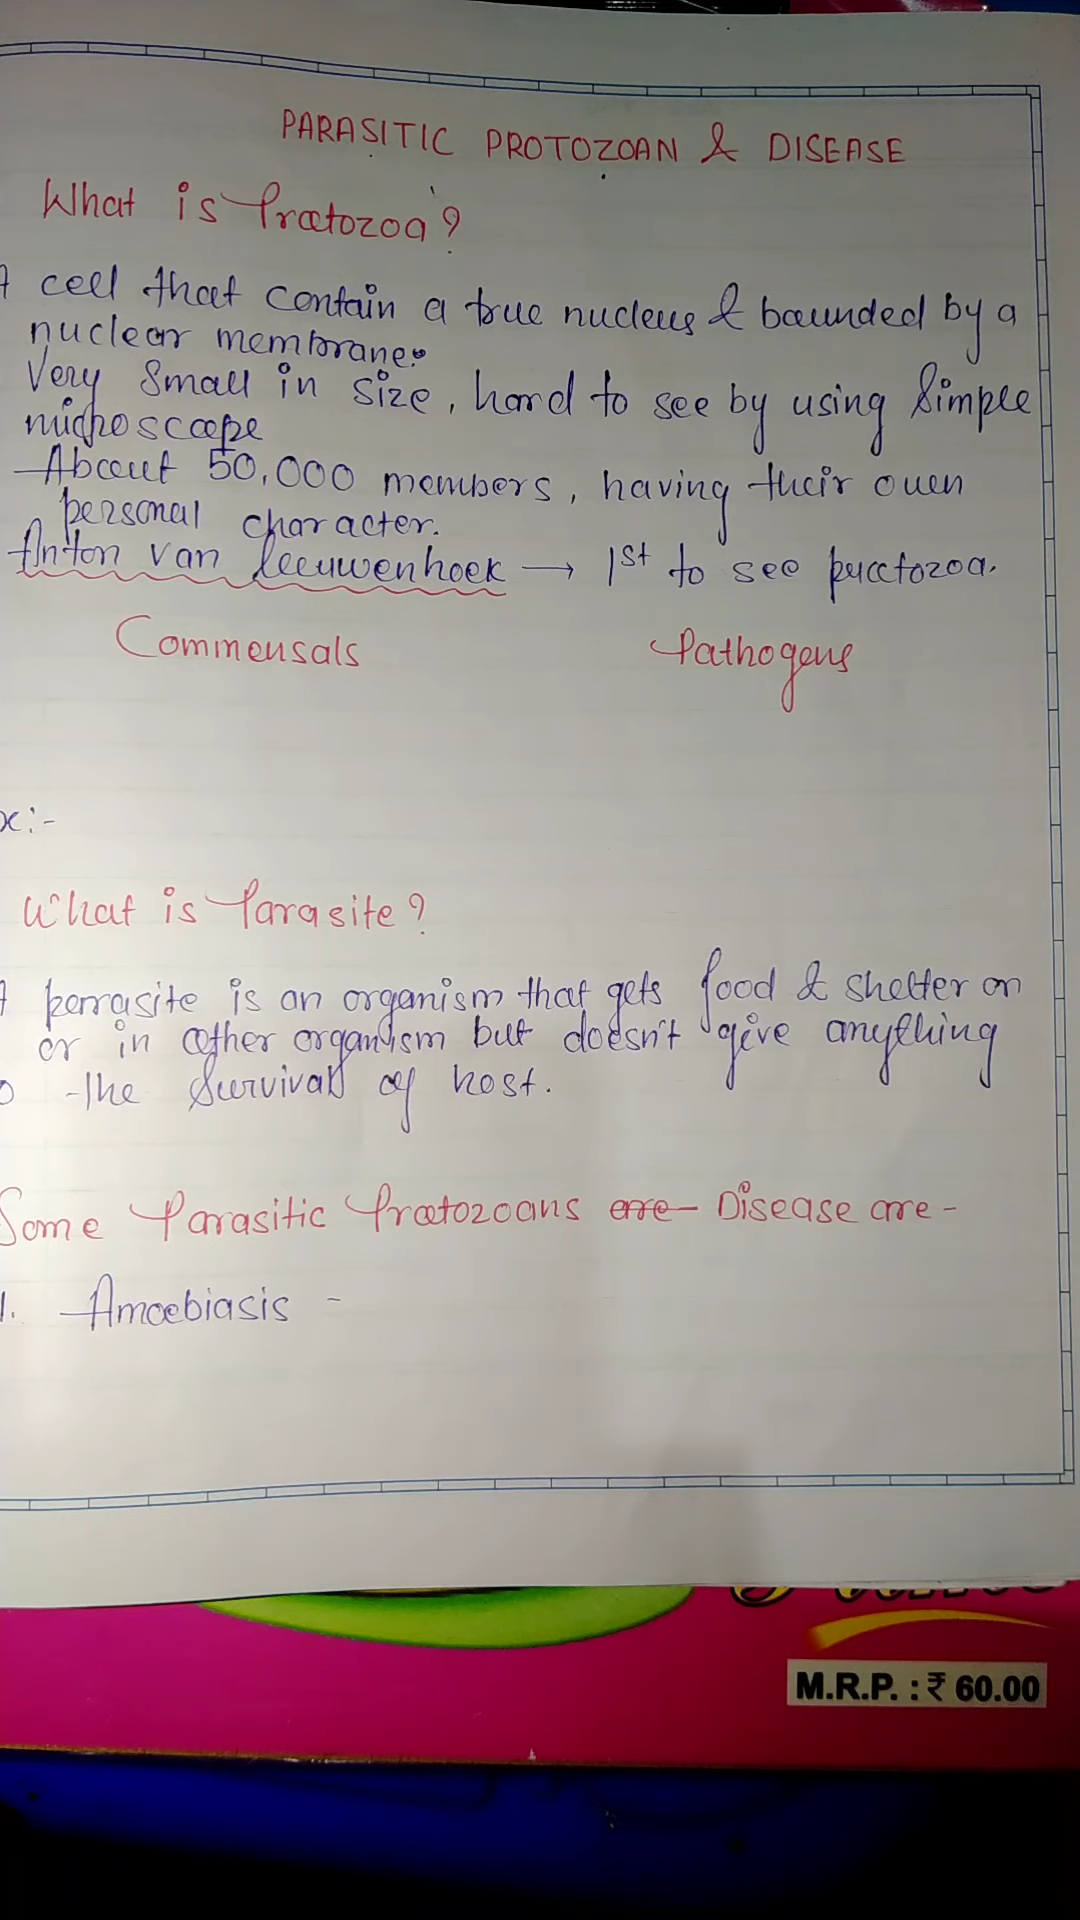 PARASITIC PROTOZOAN & DISEASE
What is Protozoa?
A cell that contain a true nucleus & bounded by a
nuclear membrane.
Very Small in size, hard to see by using Simple
microscope
About 50,000 members, having their own
personal character.
Anton van Leeuwenhoek → 1st to see protozoa.
Commensals Pathogens
x:-
What is Parasite?
A parasite is an organism that gets food & shelter on
or in other organism but doesn't give anything
o the Survival of host.
Some Parasitic Protozoans are Disease are -
1. Amoebiasis -
M.R.P. : ₹ 60.00